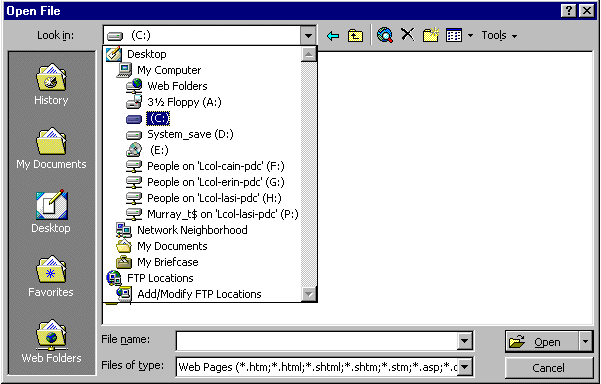 Open File
Look in: (C:) Tools
Desktop
My Computer
Web Folders
3½ Floppy (A:)
(C:)
System_save (D:)
(E:)
People on 'Lcol-cain-pdc' (F:)
People on 'Lcol-erin-pdc' (G:)
People on 'Lcol-lasi-pdc' (H:)
Murray_t$ on 'Lcol-lasi-pdc' (P:)
Network Neighborhood
My Documents
My Briefcase
FTP Locations
Add/Modify FTP Locations
History
My Documents
Desktop
Favorites
Web Folders
File name: Open
Files of type: Web Pages (*.htm;*.html;*.shtml;*.shtm;*.stm;*.asp;*.c Cancel